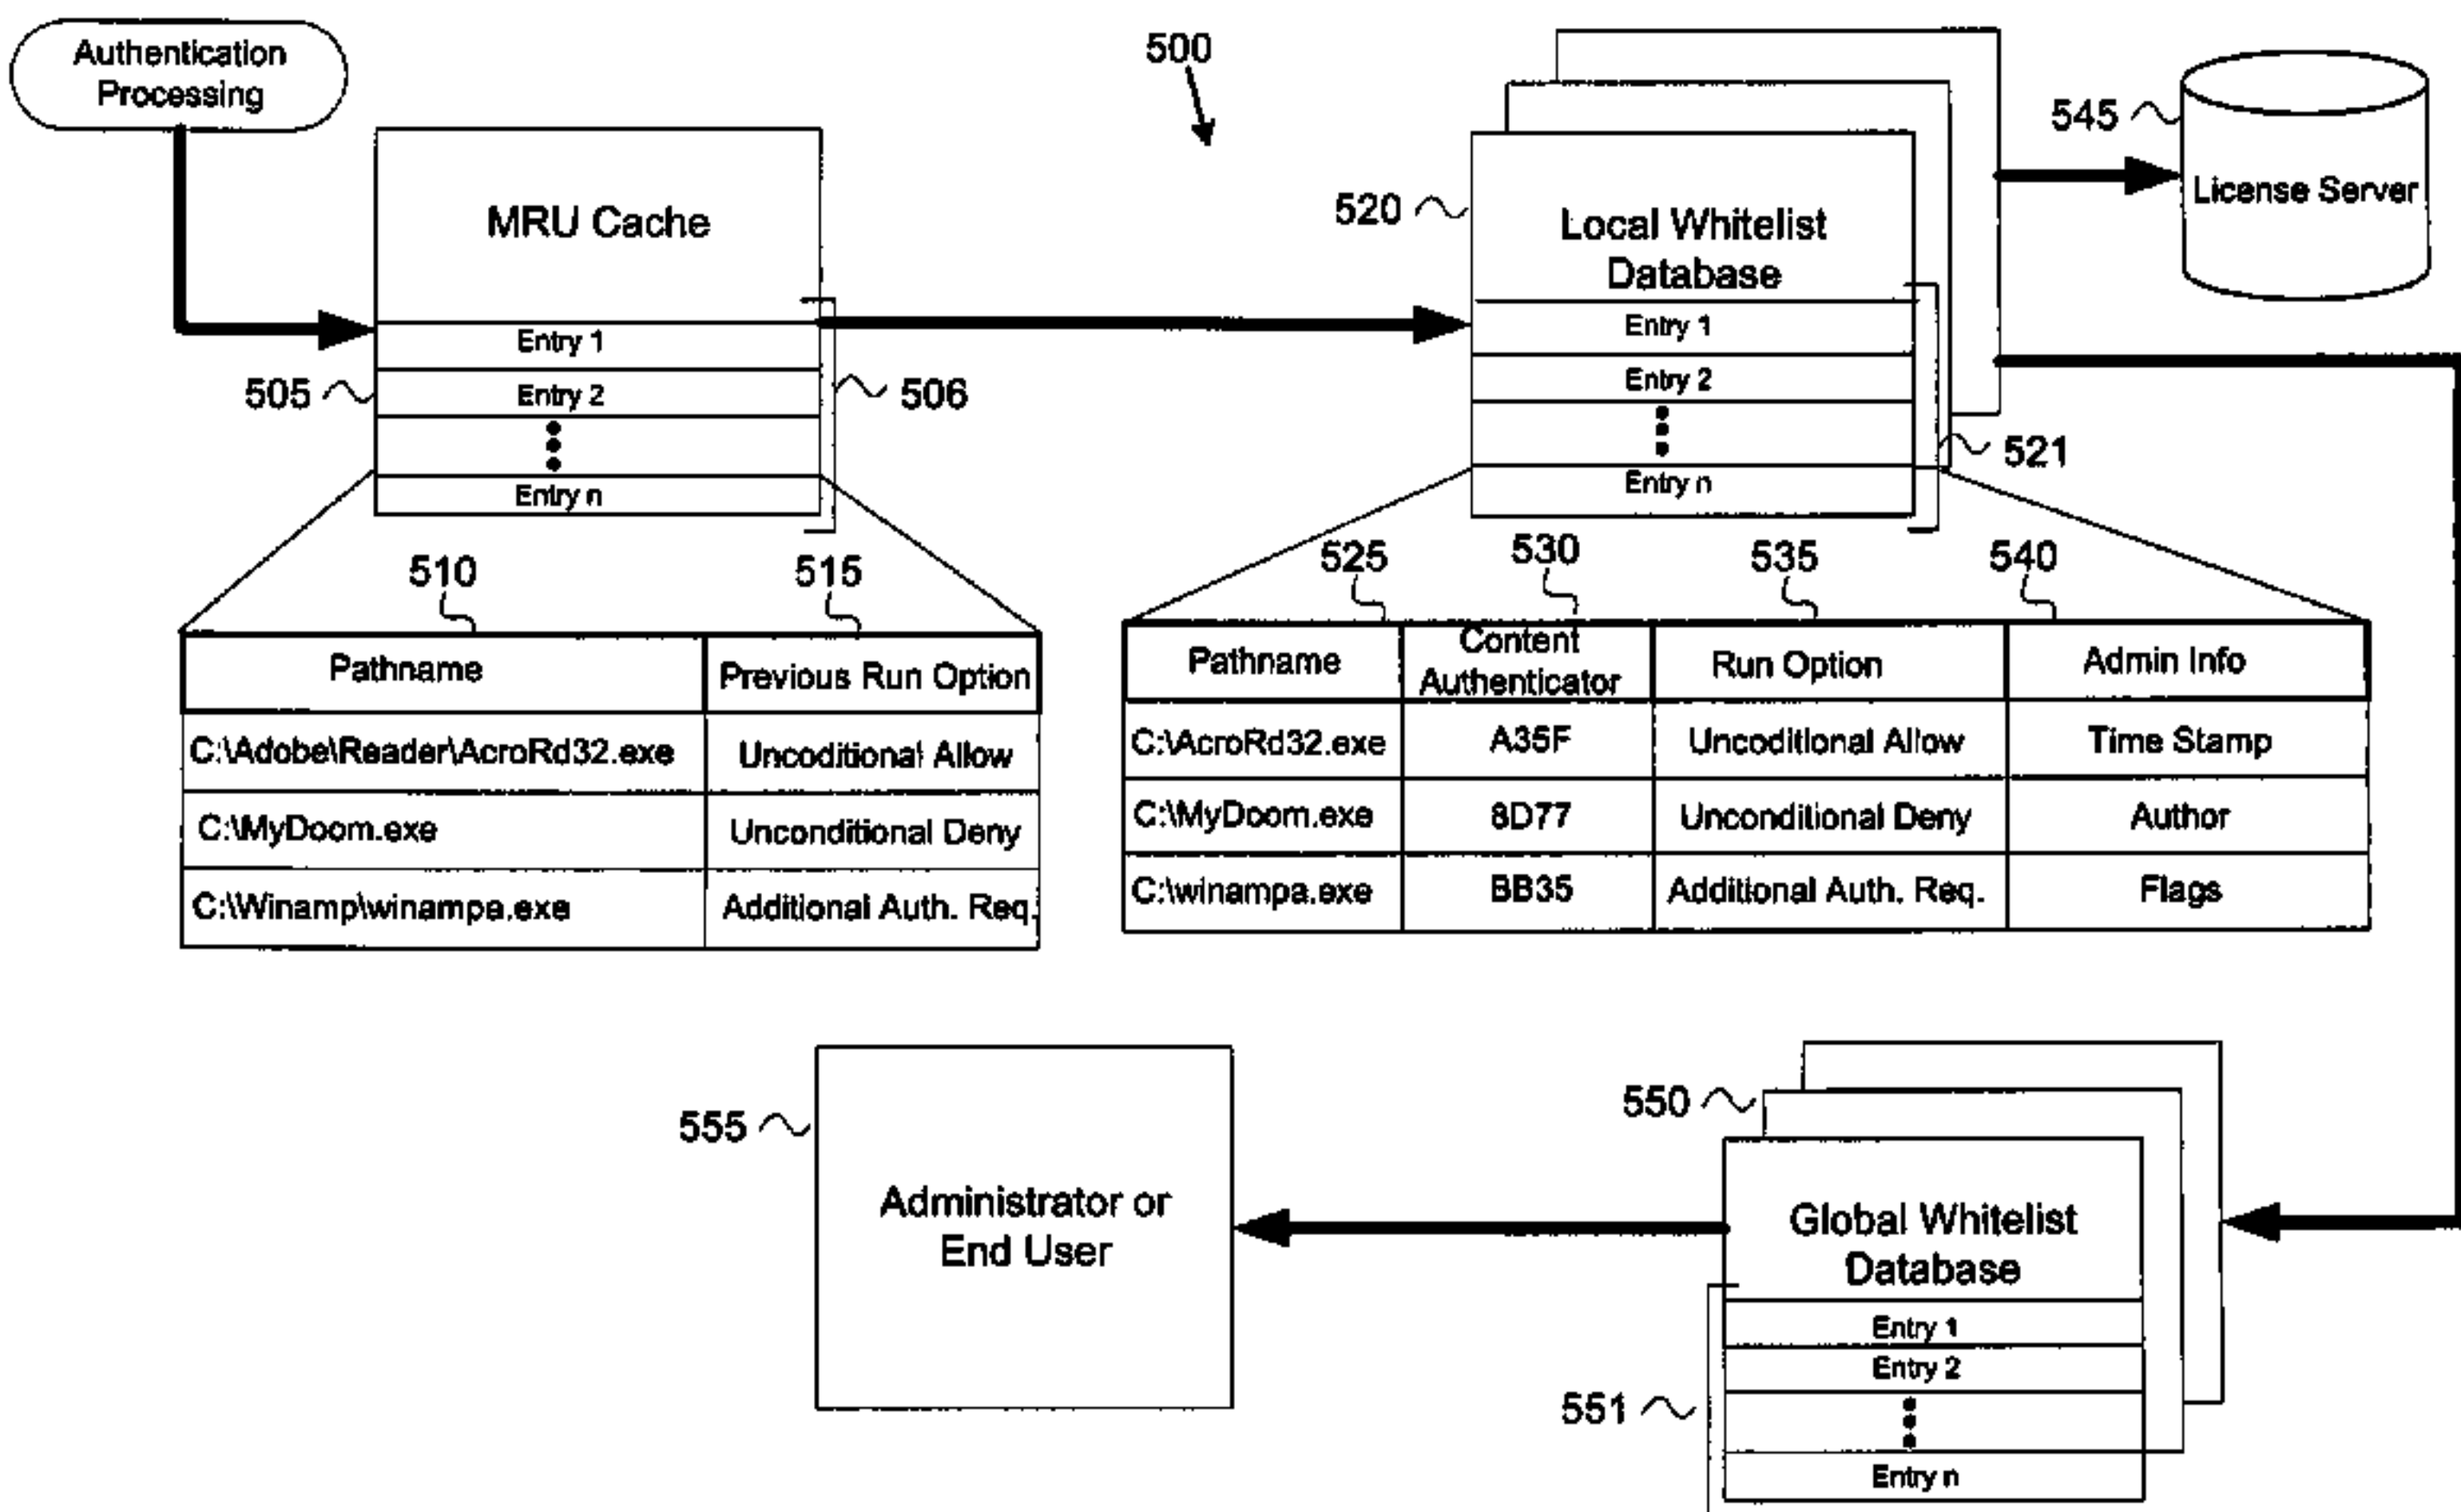 Authentication
Processing
500
MRU Cache
Entry 1
Entry 2
Entry n
505
506
520
Local Whitelist
Database
Entry 1
Entry 2
Entry n
521
545
License Server
510
515
Pathname
Previous Run Option
C:\Adobe\Reader\AcroRd32.exe
Uncoditional Allow
C:\MyDoom.exe
Unconditional Deny
C:\Winamp\winampa.exe
Additional Auth. Req.
525
530
535
540
Pathname
Content
Authenticator
Run Option
Admin Info
C:\AcroRd32.exe
A35F
Uncoditional Allow
Time Stamp
C:\MyDoom.exe
8D77
Unconditional Deny
Author
C:\winampa.exe
BB35
Additional Auth. Req.
Flags
555
Administrator or
End User
550
Global Whitelist
Database
Entry 1
Entry 2
Entry n
551